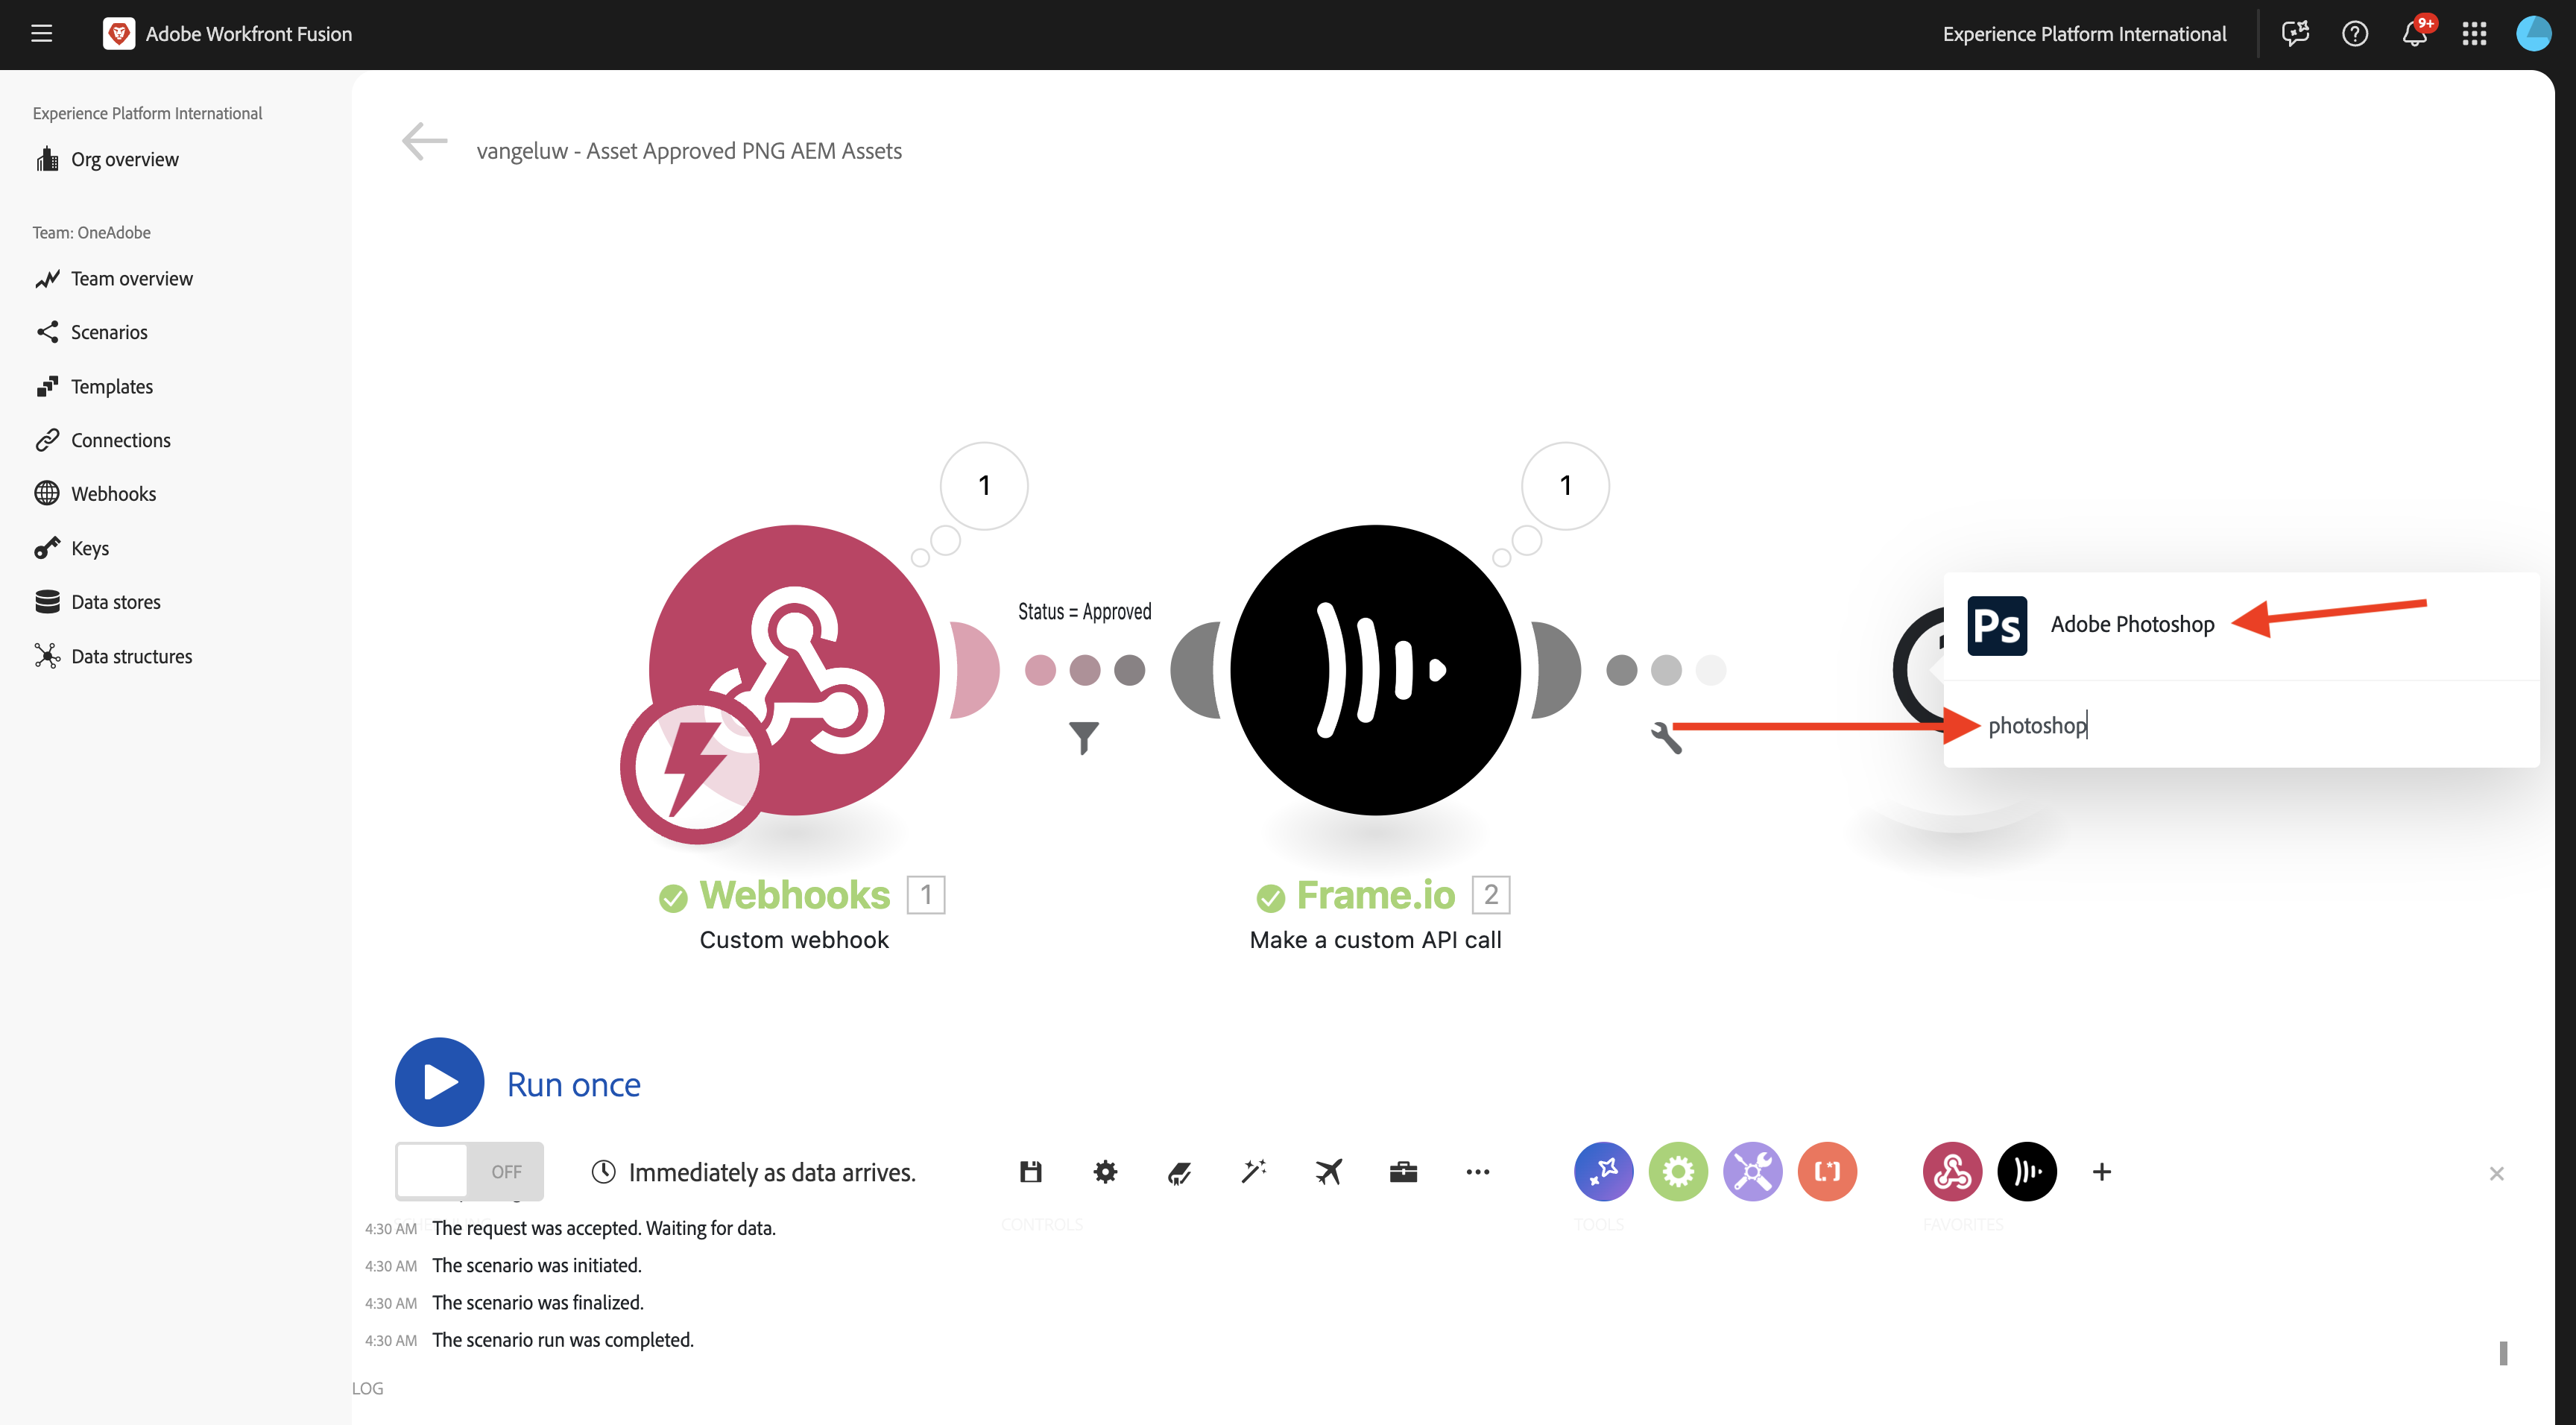 Adobe Workfront Fusion
Experience Platform International
9+
Experience Platform International
Org overview
Team: OneAdobe
Team overview
Scenarios
Templates
Connections
Webhooks
Keys
Data stores
Data structures
vangeluw - Asset Approved PNG AEM Assets
1
1
Status = Approved
Ps
Adobe Photoshop
photoshop
Webhooks 1
Custom webhook
Frame.io 2
Make a custom API call
Run once
OFF
Immediately as data arrives.
CONTROLS
TOOLS
FAVORITES
4:30 AM The request was accepted. Waiting for data.
4:30 AM The scenario was initiated.
4:30 AM The scenario was finalized.
4:30 AM The scenario run was completed.
LOG